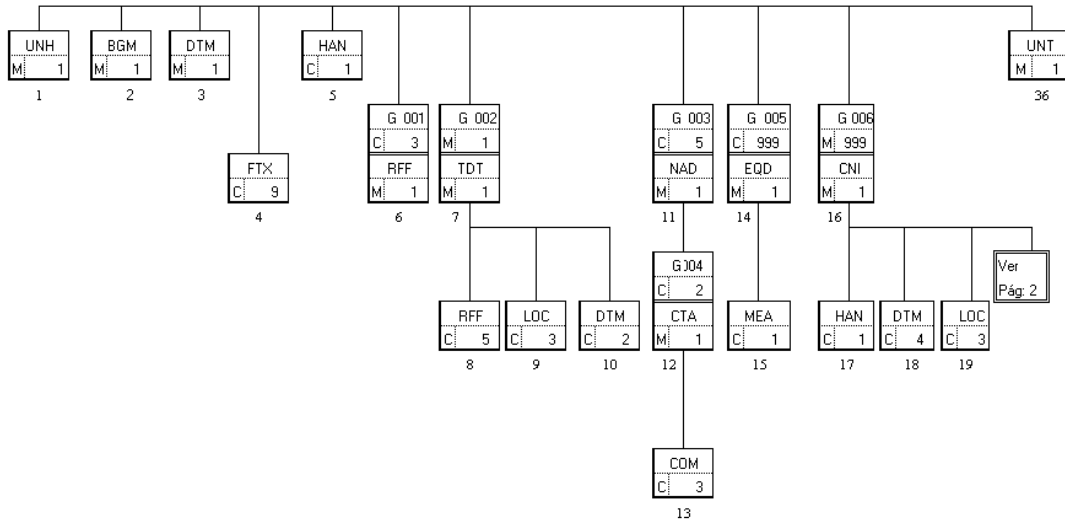 UNH
M 1
1
BGM
M 1
2
DTM
M 1
3
FTX
C 9
4
HAN
C 1
5
G 001
C 3
RFF
M 1
6
G 002
M 1
TDT
M 1
7
RFF
C 5
8
LOC
C 3
9
DTM
C 2
10
G 003
C 5
NAD
M 1
11
G004
C 2
CTA
M 1
12
COM
C 3
13
G 005
C 999
EQD
M 1
14
MEA
C 1
15
G 006
M 999
CNI
M 1
16
HAN
C 1
17
DTM
C 4
18
LOC
C 3
19
Ver
Pág: 2
UNT
M 1
36